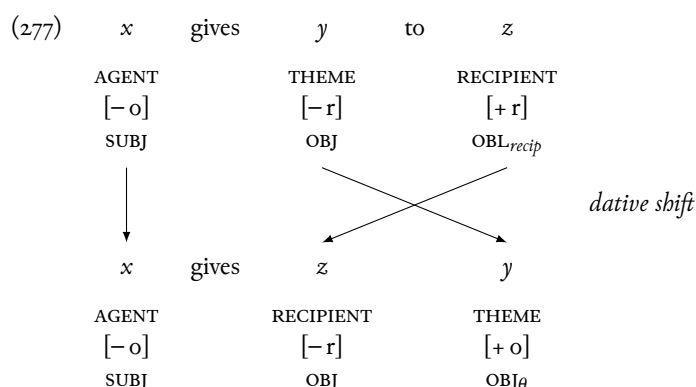 (277) x gives y to z
AGENT THEME RECIPIENT
[– o] [– r] [+ r]
SUBJ OBJ OBL_recip
dative shift
x gives z y
AGENT RECIPIENT THEME
[– o] [– r] [+ o]
SUBJ OBJ OBJ_θ